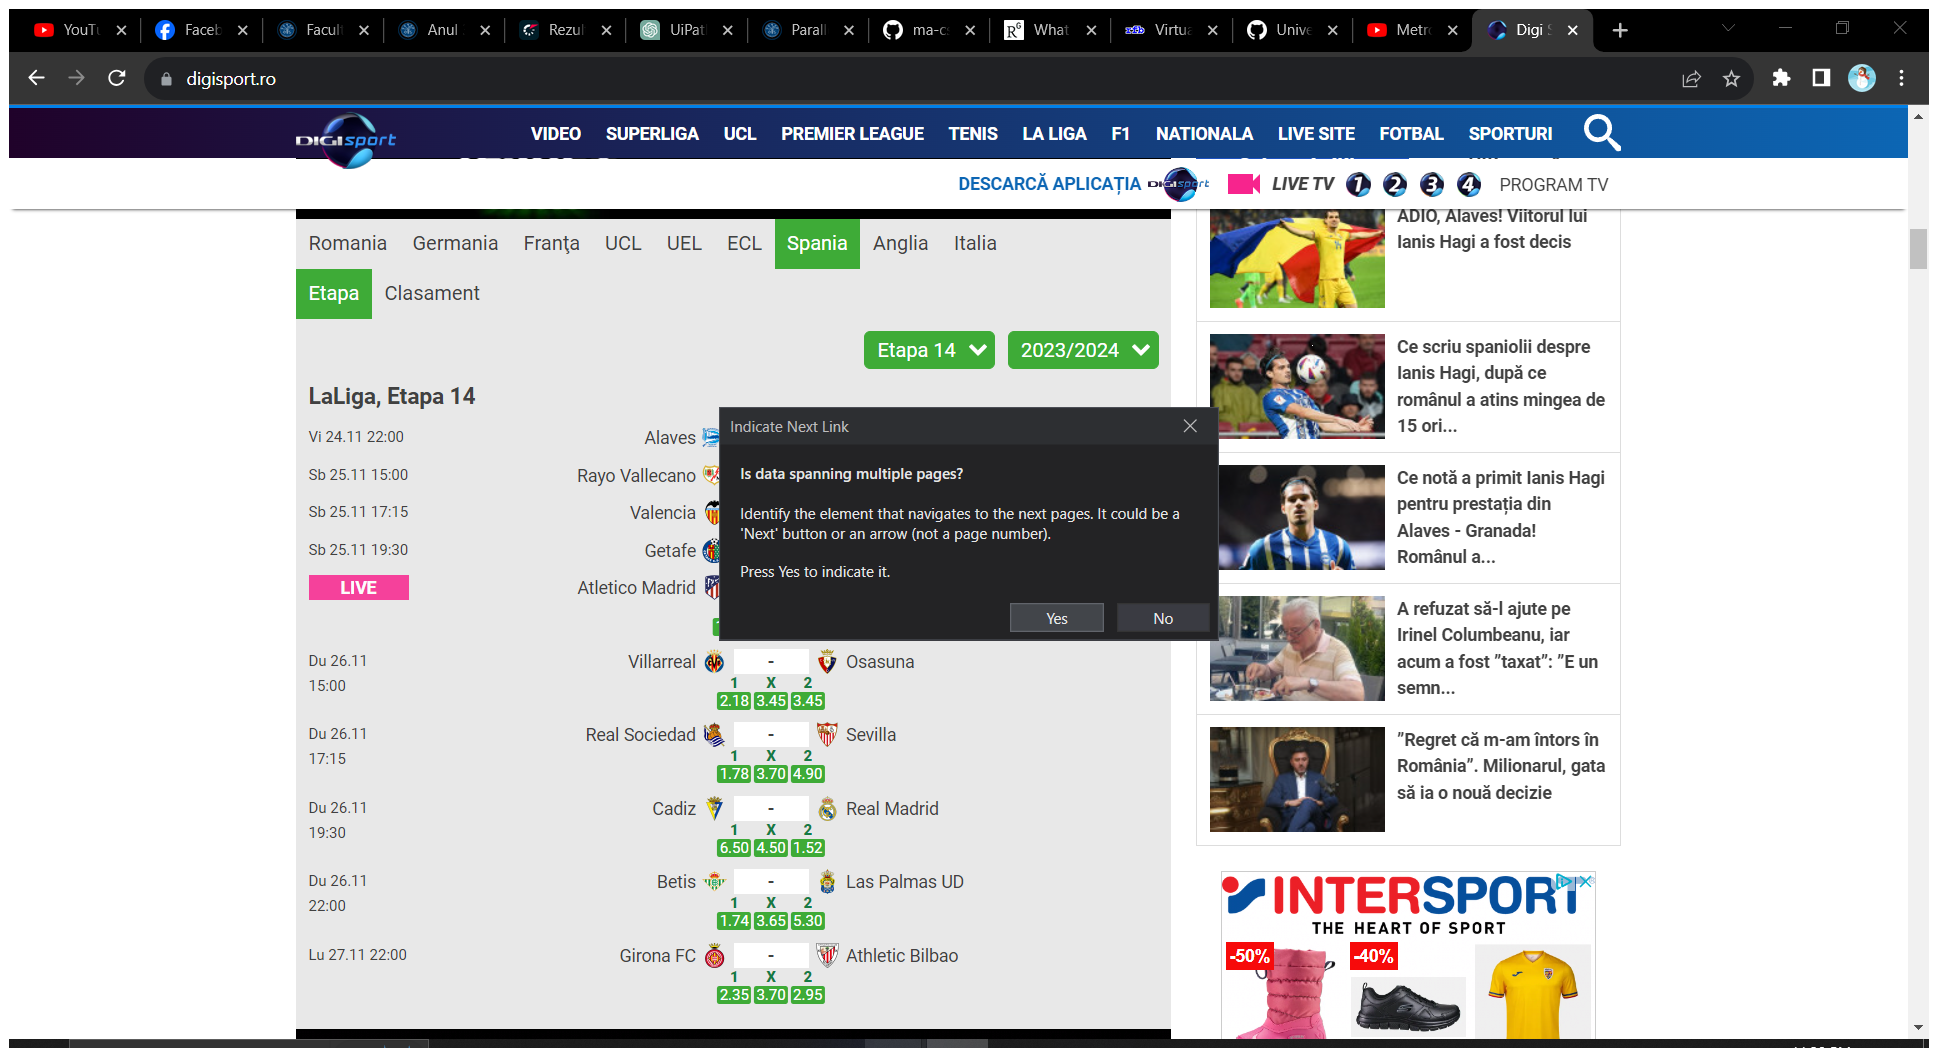 YouTu
Faceb
Facult
Anul
Rezul
UiPat
Parall
ma-cs
What
Virtua
Unive
Metro
Digi S
digisport.ro
DIGISport
VIDEO SUPERLIGA UCL PREMIER LEAGUE TENIS LA LIGA F1 NATIONALA LIVE SITE FOTBAL SPORTURI
DESCARCĂ APLICAȚIA DIGISport LIVE TV 1 2 3 4 PROGRAM TV
Romania Germania Franţa UCL UEL ECL Spania Anglia Italia
Etapa Clasament
Etapa 14 2023/2024
LaLiga, Etapa 14
Vi 24.11 22:00 Alaves
Sb 25.11 15:00 Rayo Vallecano
Sb 25.11 17:15 Valencia
Sb 25.11 19:30 Getafe
LIVE Atletico Madrid
Indicate Next Link
Is data spanning multiple pages?
Identify the element that navigates to the next pages. It could be a
'Next' button or an arrow (not a page number).
Press Yes to indicate it.
Yes No
Du 26.11
15:00
Villarreal - Osasuna
1 X 2
2.18 3.45 3.45
Du 26.11
17:15
Real Sociedad - Sevilla
1 X 2
1.78 3.70 4.90
Du 26.11
19:30
Cadiz - Real Madrid
1 X 2
6.50 4.50 1.52
Du 26.11
22:00
Betis - Las Palmas UD
1 X 2
1.74 3.65 5.30
Lu 27.11 22:00 Girona FC - Athletic Bilbao
1 X 2
2.35 3.70 2.95
ADIO, Alaves! Viitorul lui
Ianis Hagi a fost decis
Ce scriu spaniolii despre
Ianis Hagi, după ce
românul a atins mingea de
15 ori...
Ce notă a primit Ianis Hagi
pentru prestația din
Alaves - Granada!
Românul a...
A refuzat să-l ajute pe
Irinel Columbeanu, iar
acum a fost ”taxat”: ”E un
semn...
”Regret că m-am întors în
România”. Milionarul, gata
să ia o nouă decizie
INTERSPORT
THE HEART OF SPORT
-50% -40%